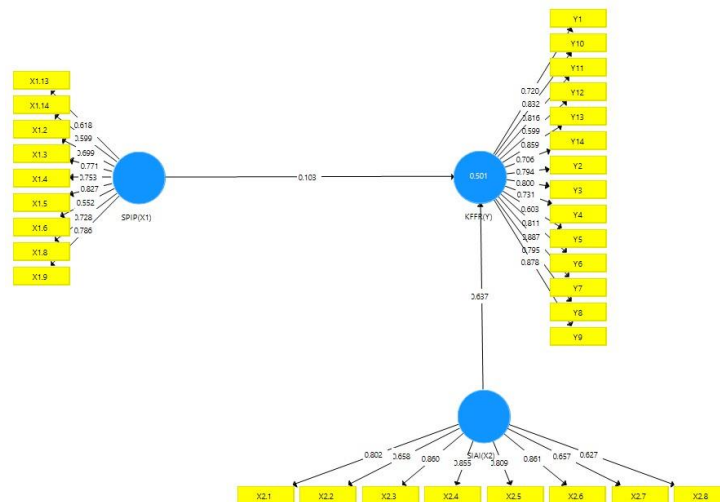 Y1
Y10
Y11
Y12
Y13
Y14
Y2
Y3
Y4
Y5
Y6
Y7
Y8
Y9
0.720
0.832
0.816
0.599
0.859
0.706
0.794
0.800
0.731
0.603
0.811
0.887
0.795
0.878
X1.13
X1.14
X1.2
X1.3
X1.4
X1.5
X1.6
X1.8
X1.9
0.618
0.599
0.699
0.771
0.753
0.827
0.552
0.728
0.786
SPIP(X1)
0.103
0.501
0.637
SIAI(X2)
0.802
0.658
0.860
0.855
0.809
0.861
0.657
0.627
X2.1
X2.2
X2.3
X2.4
X2.5
X2.6
X2.7
X2.8